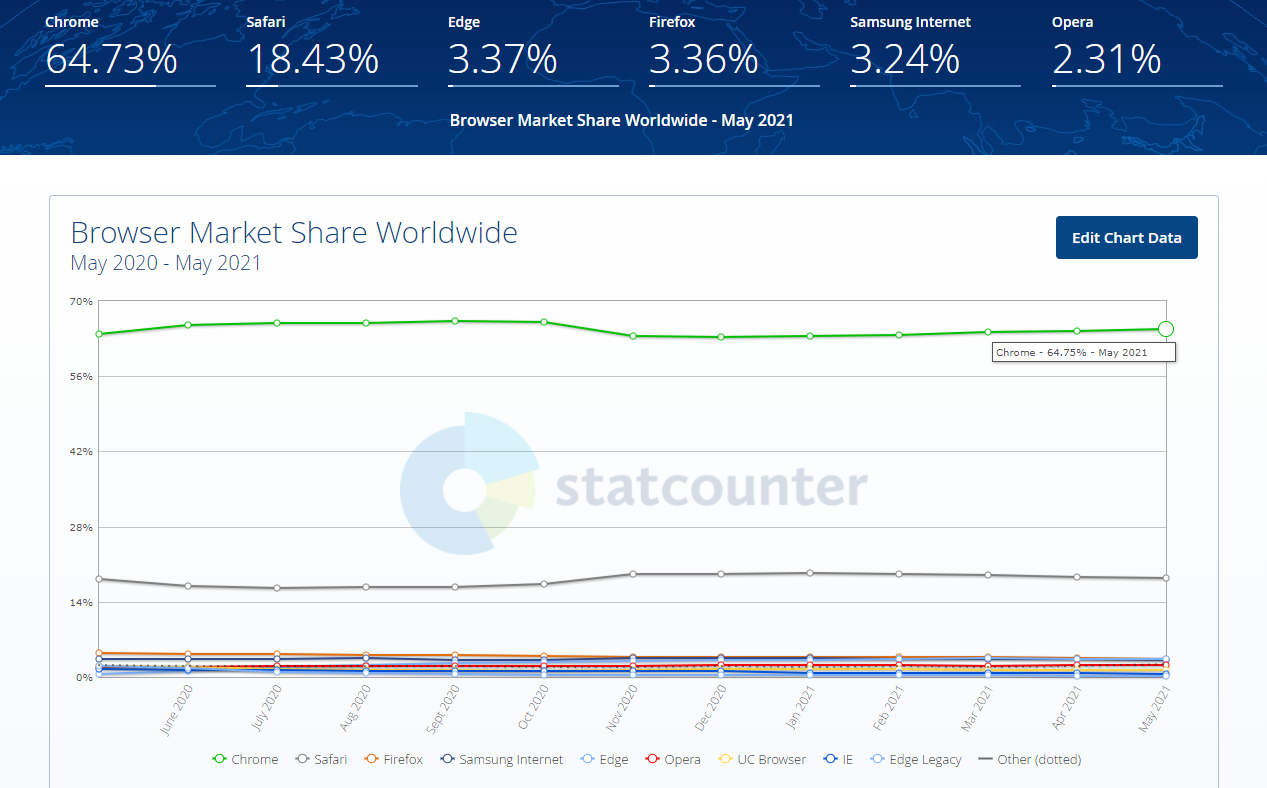 Chrome Safari Edge Firefox Samsung Internet Opera
64.73% 18.43% 3.37% 3.36% 3.24% 2.31%
Browser Market Share Worldwide - May 2021
Browser Market Share Worldwide
May 2020 - May 2021
Edit Chart Data
70%
Chrome - 64.75% - May 2021
56%
42%
statcounter
28%
14%
0%
June 2020 July 2020 Aug 2020 Sept 2020 Oct 2020 Nov 2020 Dec 2020 Jan 2021 Feb 2021 Mar 2021 Apr 2021 May 2021
Chrome Safari Firefox Samsung Internet Edge Opera UC Browser IE Edge Legacy Other (dotted)